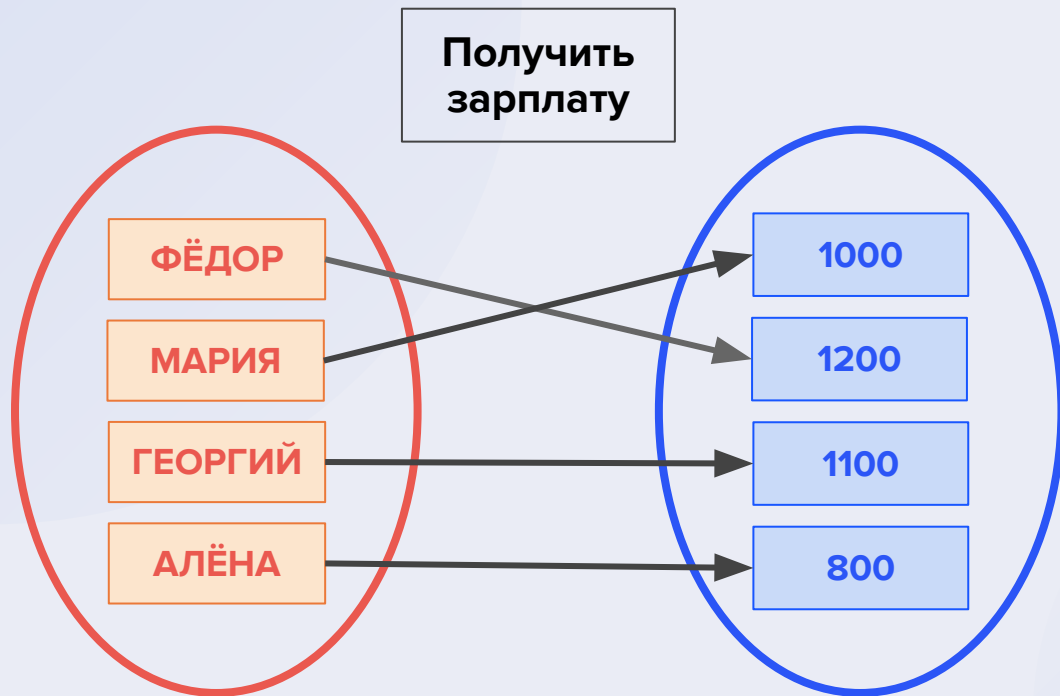 Получить
зарплату
ФЁДОР
1000
МАРИЯ
1200
ГЕОРГИЙ
1100
АЛЁНА
800